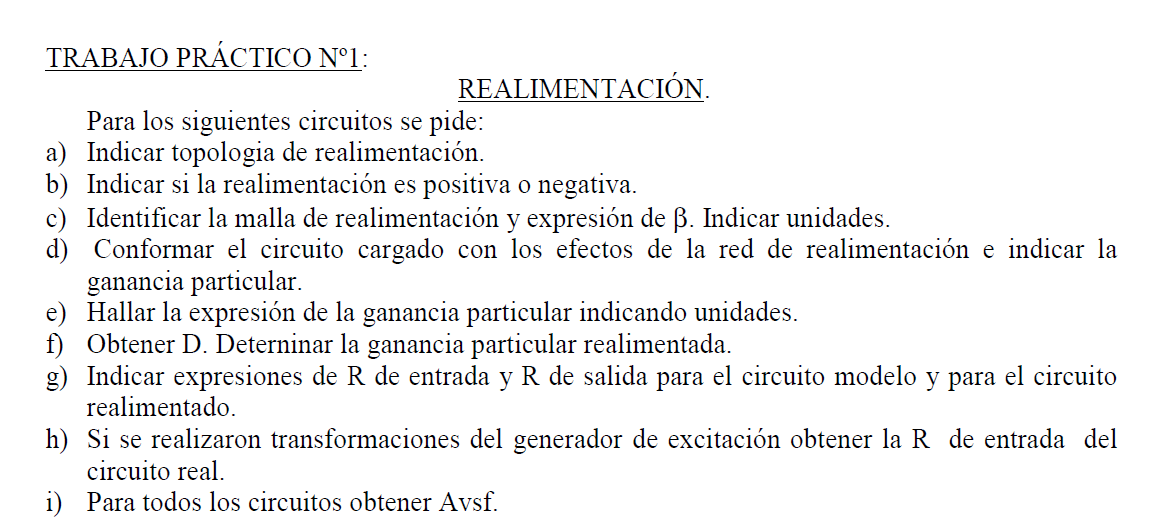 TRABAJO PRÁCTICO Nº1:
REALIMENTACIÓN.
Para los siguientes circuitos se pide:
a) Indicar topologia de realimentación.
b) Indicar si la realimentación es positiva o negativa.
c) Identificar la malla de realimentación y expresión de β. Indicar unidades.
d) Conformar el circuito cargado con los efectos de la red de realimentación e indicar la
ganancia particular.
e) Hallar la expresión de la ganancia particular indicando unidades.
f) Obtener D. Deterninar la ganancia particular realimentada.
g) Indicar expresiones de R de entrada y R de salida para el circuito modelo y para el circuito
realimentado.
h) Si se realizaron transformaciones del generador de excitación obtener la R de entrada del
circuito real.
i) Para todos los circuitos obtener Avsf.